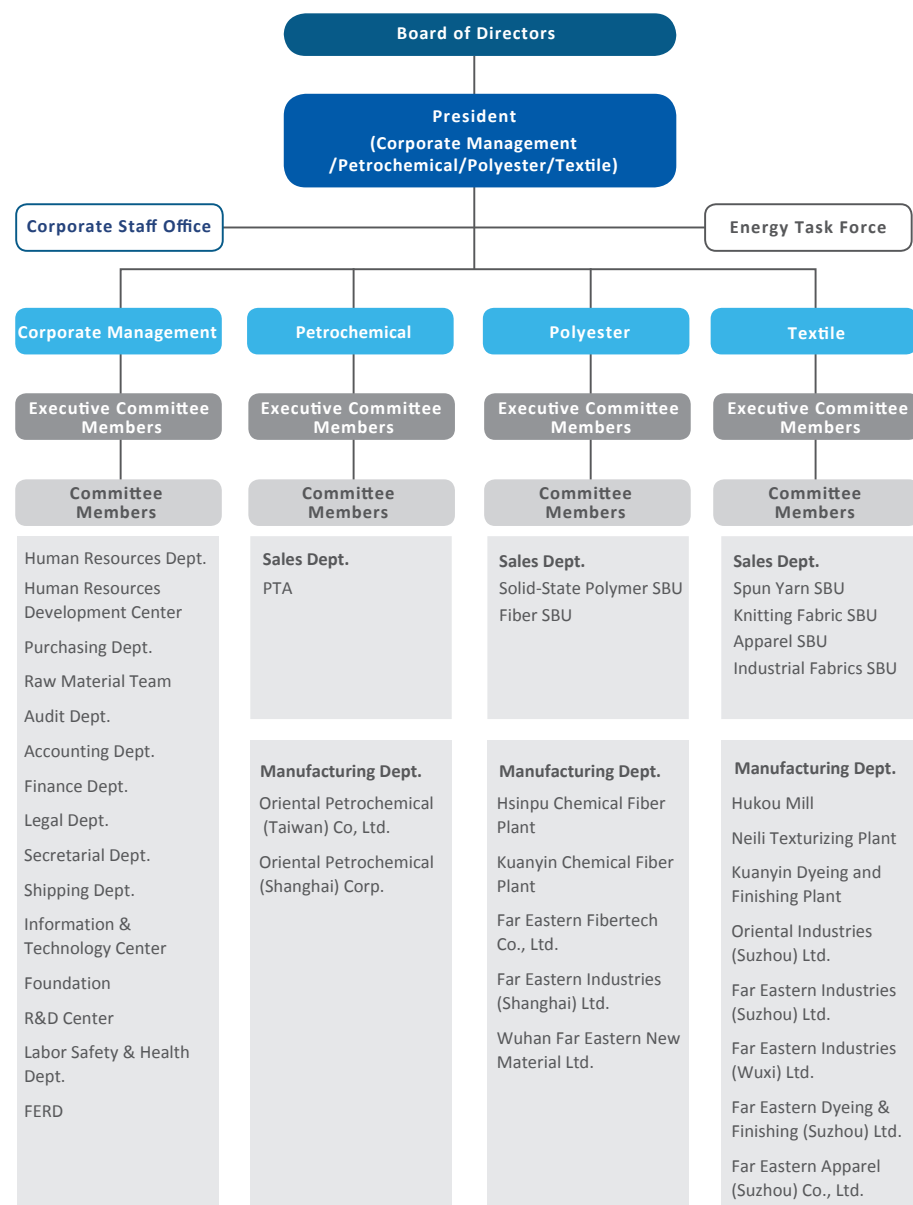 Board of Directors
President
(Corporate Management
/Petrochemical/Polyester/Textile)
Corporate Staff Office
Energy Task Force
Corporate Management
Petrochemical
Polyester
Textile
Executive Committee
Members
Executive Committee
Members
Executive Committee
Members
Executive Committee
Members
Committee
Members
Committee
Members
Committee
Members
Committee
Members
Human Resources Dept.
Human Resources
Development Center
Purchasing Dept.
Raw Material Team
Audit Dept.
Accounting Dept.
Finance Dept.
Legal Dept.
Secretarial Dept.
Shipping Dept.
Information &
Technology Center
Foundation
R&D Center
Labor Safety & Health
Dept.
FERD
Sales Dept.
PTA
Manufacturing Dept.
Oriental Petrochemical
(Taiwan) Co, Ltd.
Oriental Petrochemical
(Shanghai) Corp.
Sales Dept.
Solid-State Polymer SBU
Fiber SBU
Manufacturing Dept.
Hsinpu Chemical Fiber
Plant
Kuanyin Chemical Fiber
Plant
Far Eastern Fibertech
Co., Ltd.
Far Eastern Industries
(Shanghai) Ltd.
Wuhan Far Eastern New
Material Ltd.
Sales Dept.
Spun Yarn SBU
Knitting Fabric SBU
Apparel SBU
Industrial Fabrics SBU
Manufacturing Dept.
Hukou Mill
Neili Texturizing Plant
Kuanyin Dyeing and
Finishing Plant
Oriental Industries
(Suzhou) Ltd.
Far Eastern Industries
(Suzhou) Ltd.
Far Eastern Industries
(Wuxi) Ltd.
Far Eastern Dyeing &
Finishing (Suzhou) Ltd.
Far Eastern Apparel
(Suzhou) Co., Ltd.